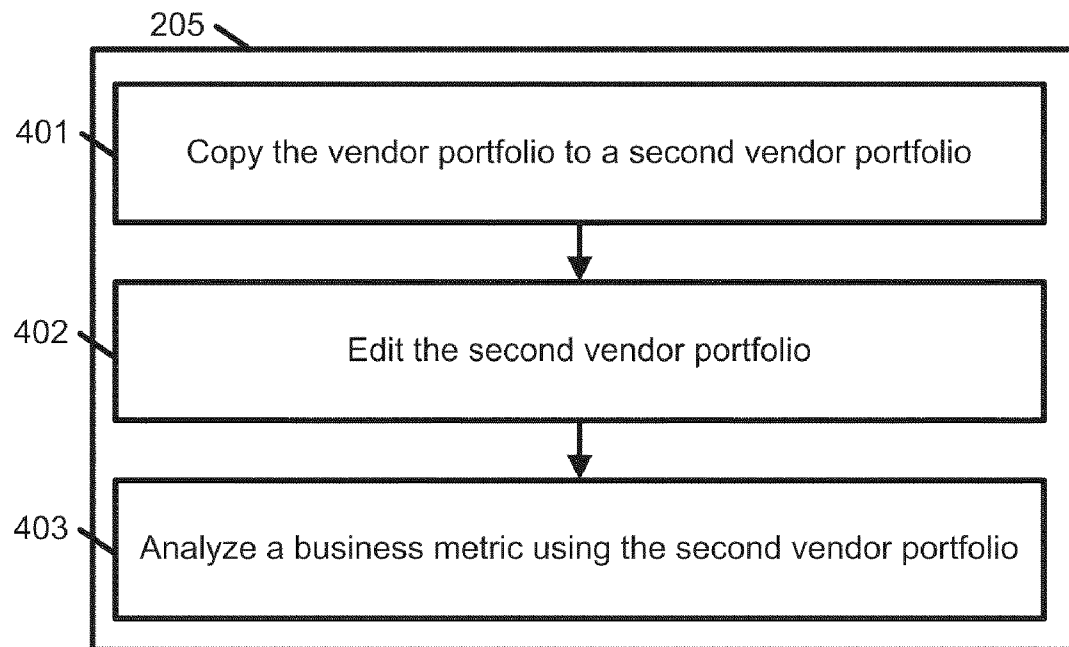 205
401
Copy the vendor portfolio to a second vendor portfolio
402
Edit the second vendor portfolio
403
Analyze a business metric using the second vendor portfolio